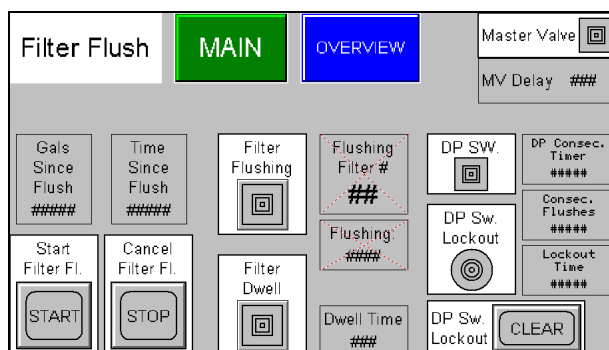 Filter Flush
MAIN
OVERVIEW
Master Valve
MV Delay ###
Gals
Since
Flush
#####
Time
Since
Flush
#####
Filter
Flushing
Flushing
Filter #
##
Flushing:
####
DP SW.
DP Consec.
Timer
#####
Consec.
Flushes
#####
DP Sw.
Lockout
Lockout
Time
#####
Start
Filter Fl.
START
Cancel
Filter Fl.
STOP
Filter
Dwell
Dwell Time
###
DP Sw.
Lockout
CLEAR